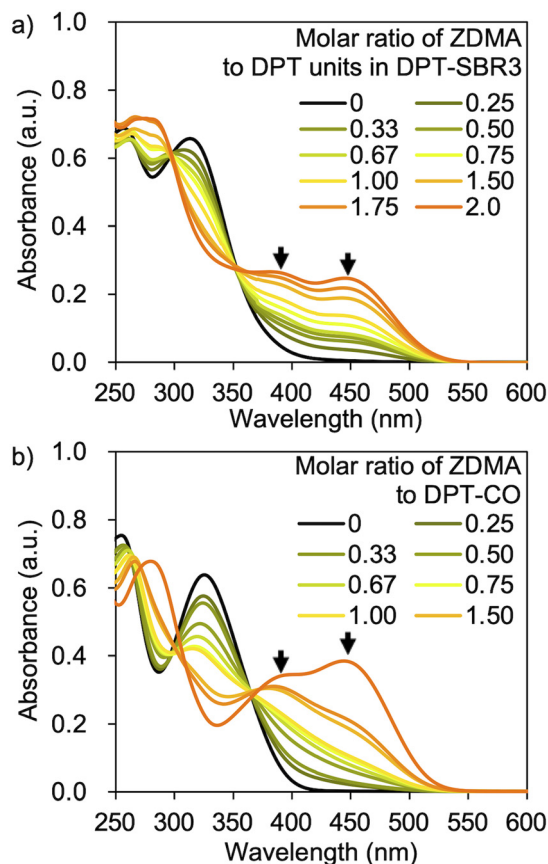 a)
Molar ratio of ZDMA
to DPT units in DPT-SBR3
0 0.25
0.33 0.50
0.67 0.75
1.00 1.50
1.75 2.0
Absorbance (a.u.)
1.0
0.8
0.6
0.4
0.2
0.0
250 300 350 400 450 500 550 600
Wavelength (nm)
b)
Molar ratio of ZDMA
to DPT-CO
0 0.25
0.33 0.50
0.67 0.75
1.00 1.50
Absorbance (a.u.)
1.0
0.8
0.6
0.4
0.2
0.0
250 300 350 400 450 500 550 600
Wavelength (nm)